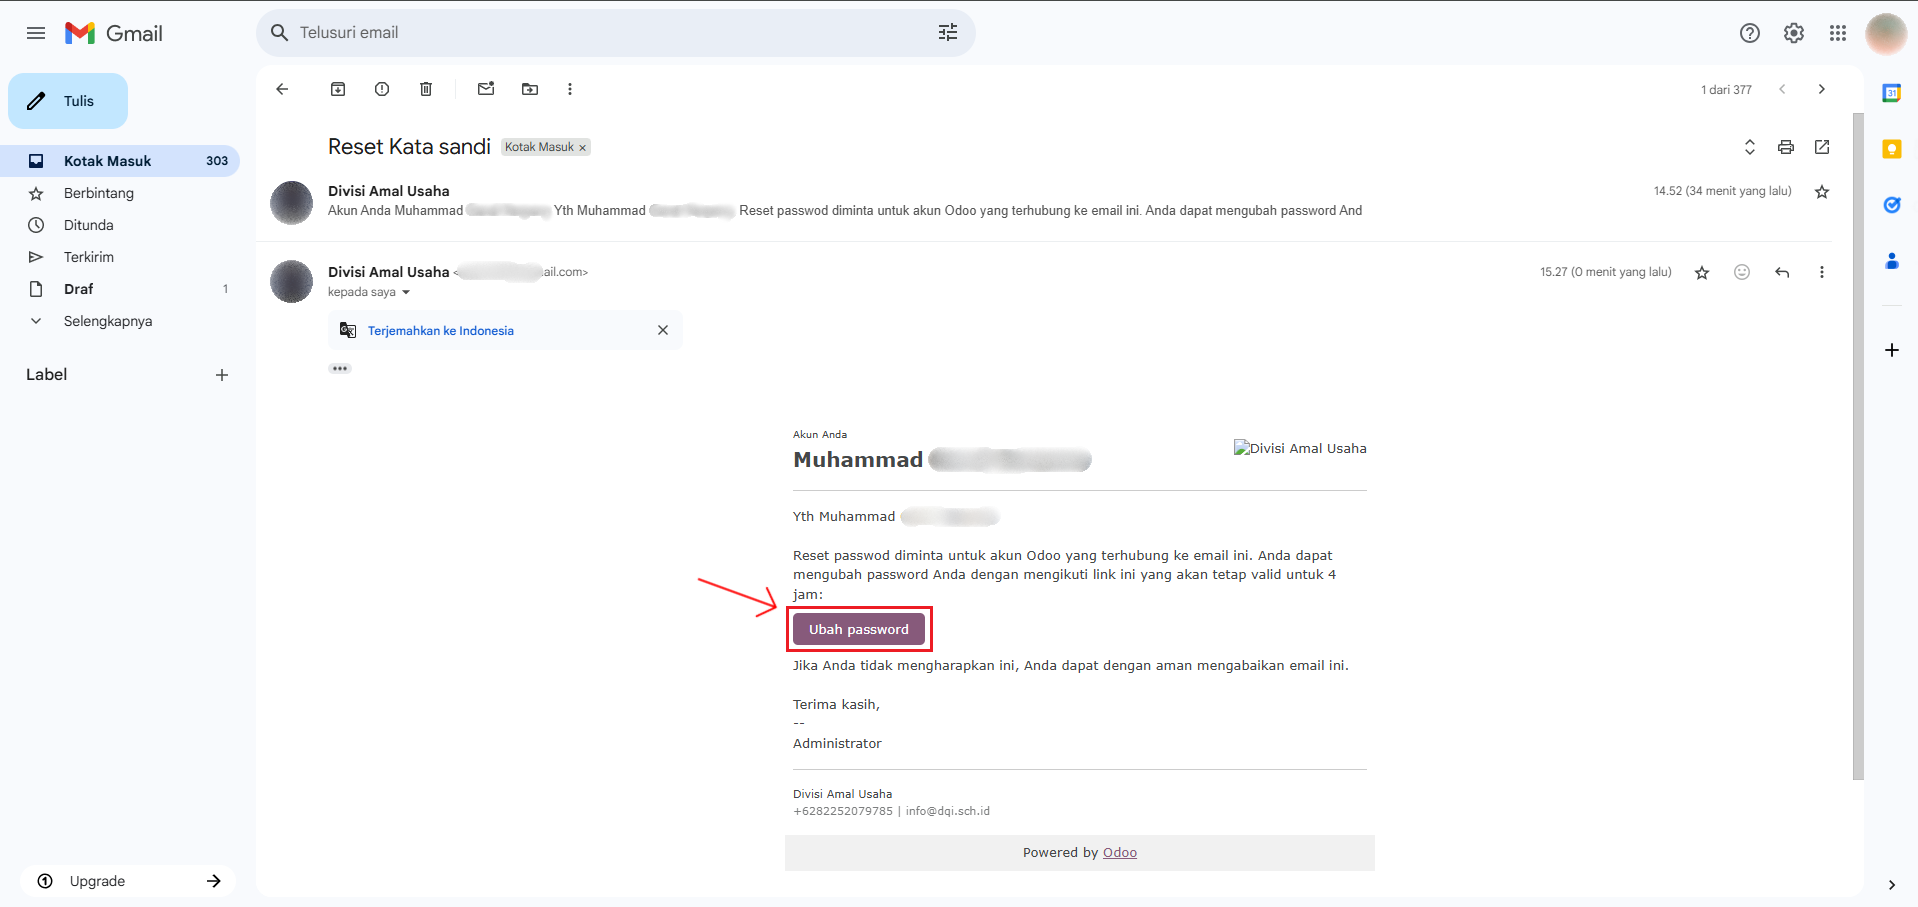 Gmail
Telusuri email
Tulis
1 dari 377
Reset Kata sandi Kotak Masuk ×
Kotak Masuk 303
Berbintang
Ditunda
Terkirim
Draf 1
Selengkapnya
Label
Upgrade
Divisi Amal Usaha
14.52 (34 menit yang lalu)
Akun Anda Muhammad Yth Muhammad Reset passwod diminta untuk akun Odoo yang terhubung ke email ini. Anda dapat mengubah password And
Divisi Amal Usaha < ail.com>
15.27 (0 menit yang lalu)
kepada saya
Terjemahkan ke Indonesia
Akun Anda
Muhammad
Divisi Amal Usaha
Yth Muhammad
Reset passwod diminta untuk akun Odoo yang terhubung ke email ini. Anda dapat
mengubah password Anda dengan mengikuti link ini yang akan tetap valid untuk 4
jam:
Ubah password
Jika Anda tidak mengharapkan ini, Anda dapat dengan aman mengabaikan email ini.
Terima kasih,
--
Administrator
Divisi Amal Usaha
+6282252079785 | info@dqi.sch.id
Powered by Odoo
31